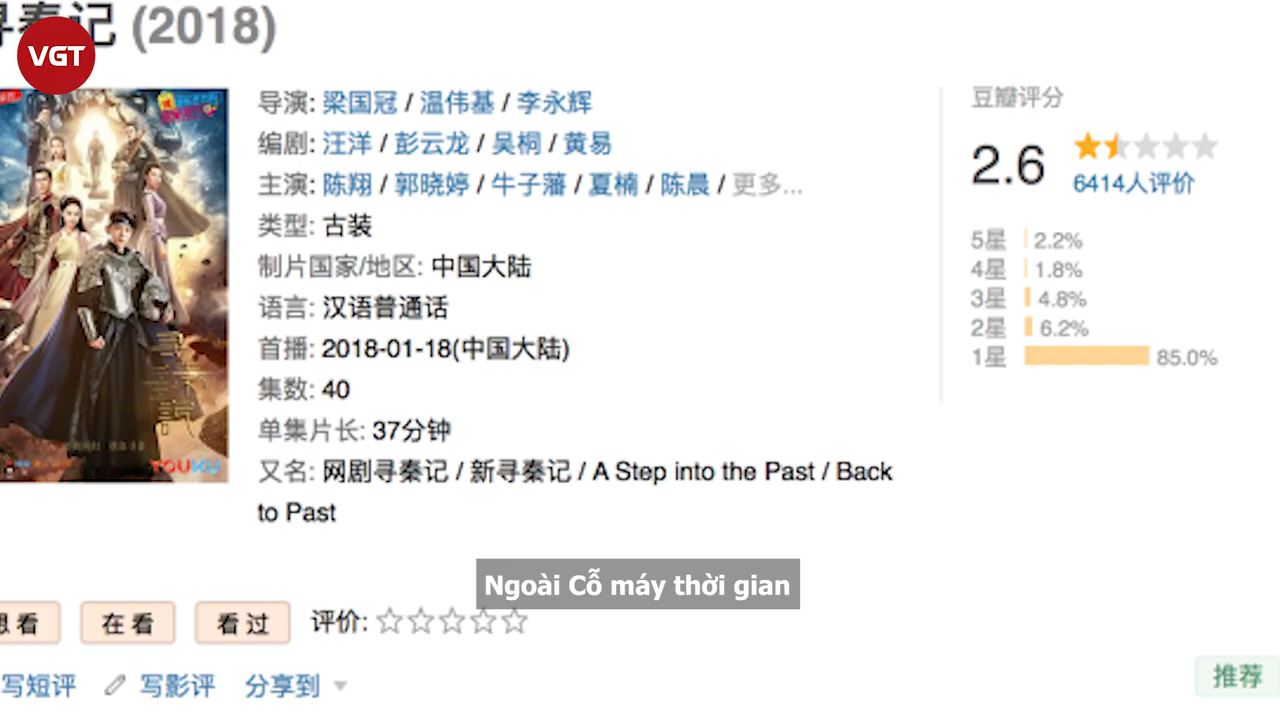 寻秦记 (2018)
VGT
导演: 梁国冠 / 温伟基 / 李永辉
编剧: 汪洋 / 彭云龙 / 吴桐 / 黄易
主演: 陈翔 / 郭晓婷 / 牛子藩 / 夏楠 / 陈晨 / 更多...
类型: 古装
制片国家/地区: 中国大陆
语言: 汉语普通话
首播: 2018-01-18(中国大陆)
集数: 40
单集片长: 37分钟
又名: 网剧寻秦记 / 新寻秦记 / A Step into the Past / Back
to Past
寻秦記
YOUKU
豆瓣评分
2.6
6414人评价
5星 2.2%
4星 1.8%
3星 4.8%
2星 6.2%
1星 85.0%
Ngoài Cỗ máy thời gian
想看 在看 看过 评价:
写短评 写影评 分享到
推荐